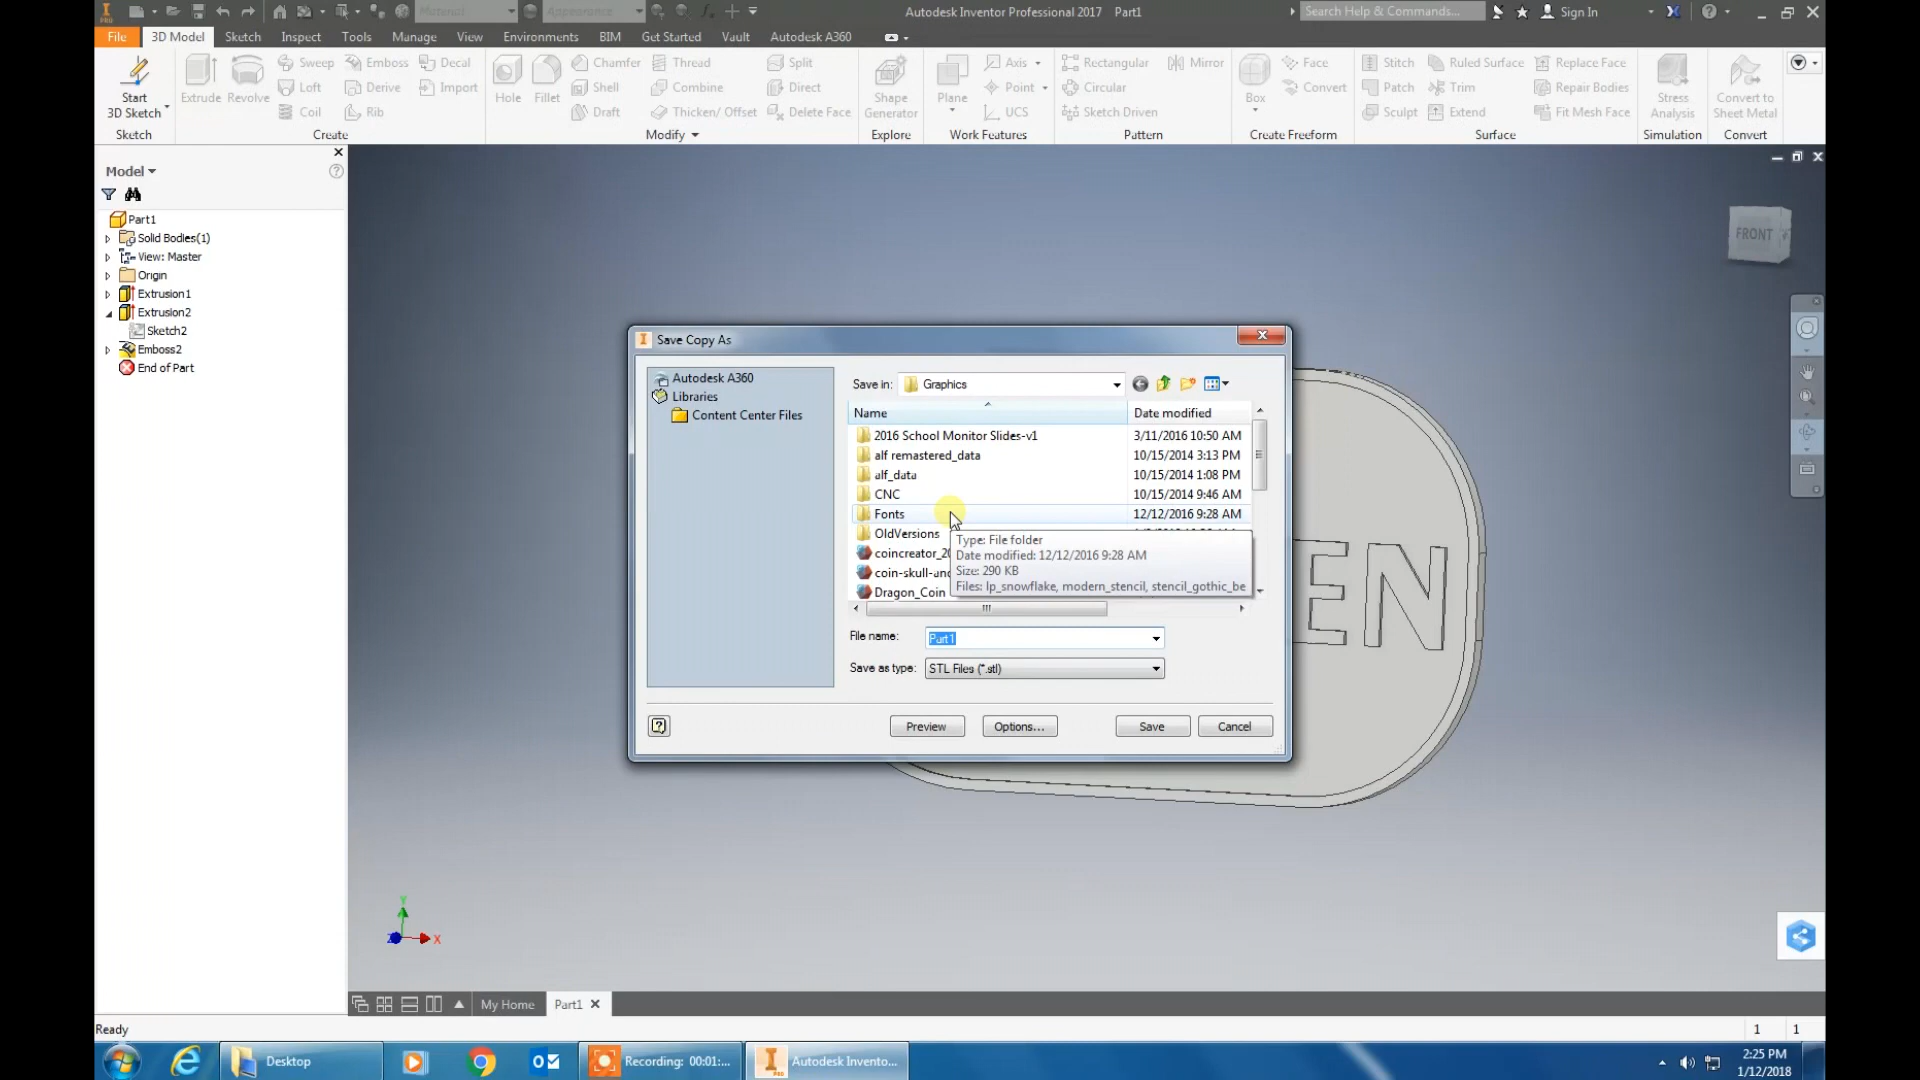 PRO Material Appearance Autodesk Inventor Professional 2017 Part1 Search Help & Commands... Sign In
File 3D Model Sketch Inspect Tools Manage View Environments BIM Get Started Vault Autodesk A360
Start 3D Sketch Extrude Revolve Sweep Emboss Decal Hole Fillet Chamfer Thread Split Shape Generator Plane Axis Rectangular Mirror Box Face Stitch Ruled Surface Replace Face Stress Analysis Convert to Sheet Metal
Loft Derive Import Shell Combine Direct Point Circular Convert Patch Trim Repair Bodies
Coil Rib Draft Thicken/ Offset Delete Face UCS Sketch Driven Sculpt Extend Fit Mesh Face
Sketch Create Modify Explore Work Features Pattern Create Freeform Surface Simulation Convert
Model
Part1
Solid Bodies(1)
View: Master
Origin
Extrusion1
Extrusion2
Sketch2
Emboss2
End of Part
FRONT
Save Copy As
Autodesk A360
Libraries
Content Center Files
Save in: Graphics
Name Date modified
2016 School Monitor Slides-v1 3/11/2016 10:50 AM
alf remastered_data 10/15/2014 3:13 PM
alf_data 10/15/2014 1:08 PM
CNC 10/15/2014 9:46 AM
Fonts 12/12/2016 9:28 AM
OldVersions
coincreator_20
coin-skull-and
Dragon_Coin
Type: File folder
Date modified: 12/12/2016 9:28 AM
Size: 290 KB
Files: lp_snowflake, modern_stencil, stencil_gothic_be
File name: Part1
Save as type: STL Files (*.stl)
Preview Options... Save Cancel
EN
Y
Z X
My Home Part1
Ready 1 1
Desktop Recording: 00:01:... Autodesk Invento... 2:25 PM
1/12/2018